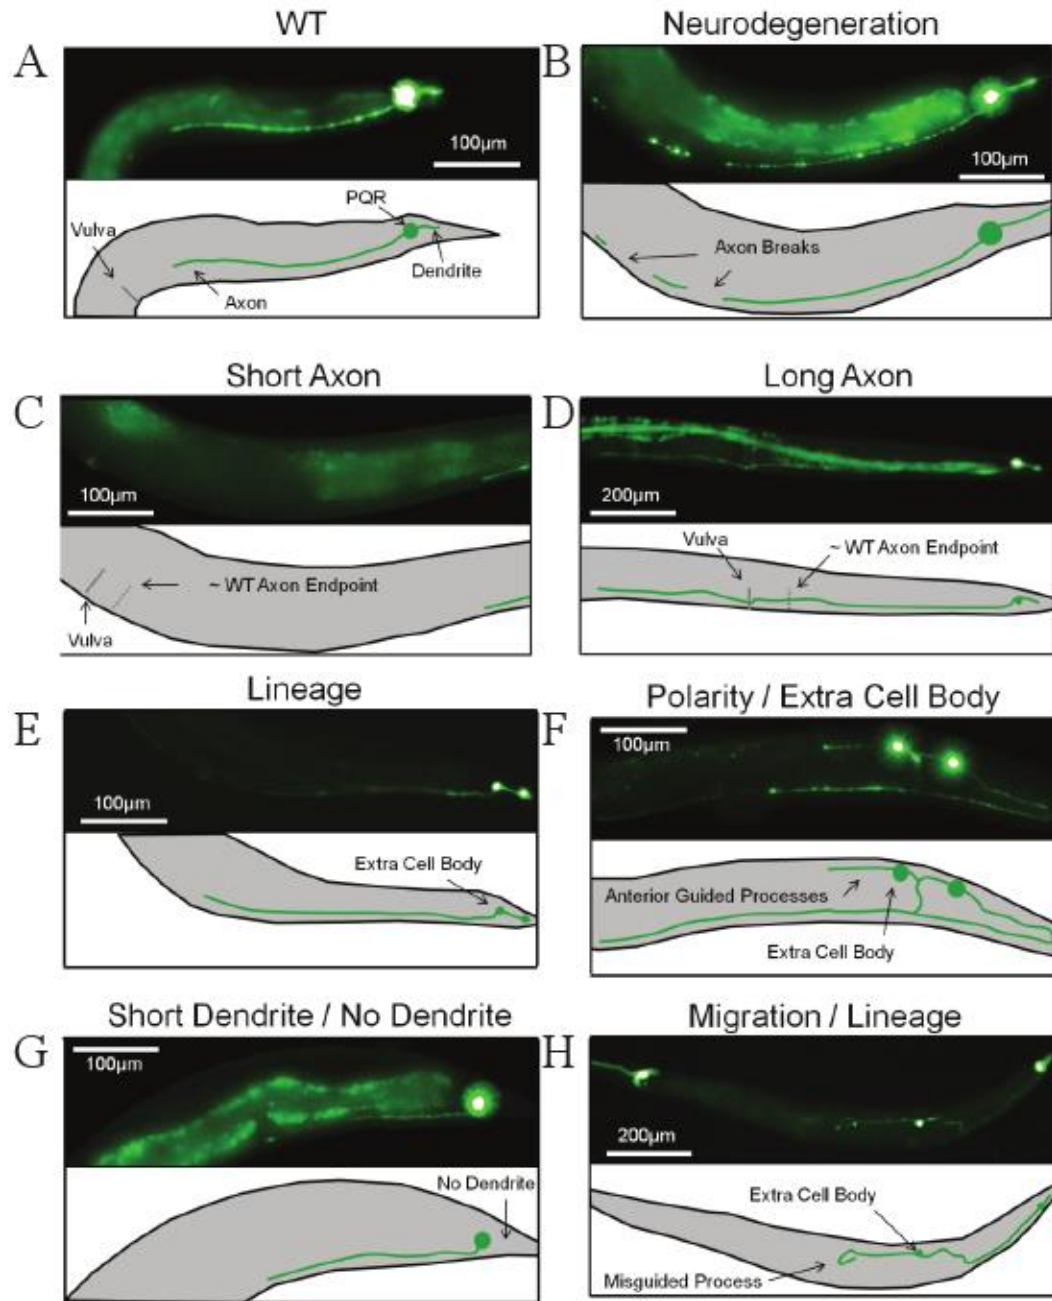 WT
A
100µm
PQR
Vulva
Dendrite
Axon
Neurodegeneration
B
100µm
Axon Breaks
Short Axon
C
100µm
~ WT Axon Endpoint
Vulva
Long Axon
D
200µm
Vulva
~ WT Axon Endpoint
Lineage
E
100µm
Extra Cell Body
Polarity / Extra Cell Body
F
100µm
Anterior Guided Processes
Extra Cell Body
Short Dendrite / No Dendrite
G
100µm
No Dendrite
Migration / Lineage
H
200µm
Extra Cell Body
Misguided Process